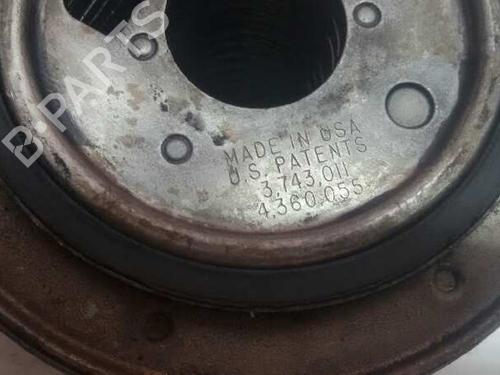 B-PARTS
MADE IN USA
U.S. PATENTS
3,743,011
4,360,055